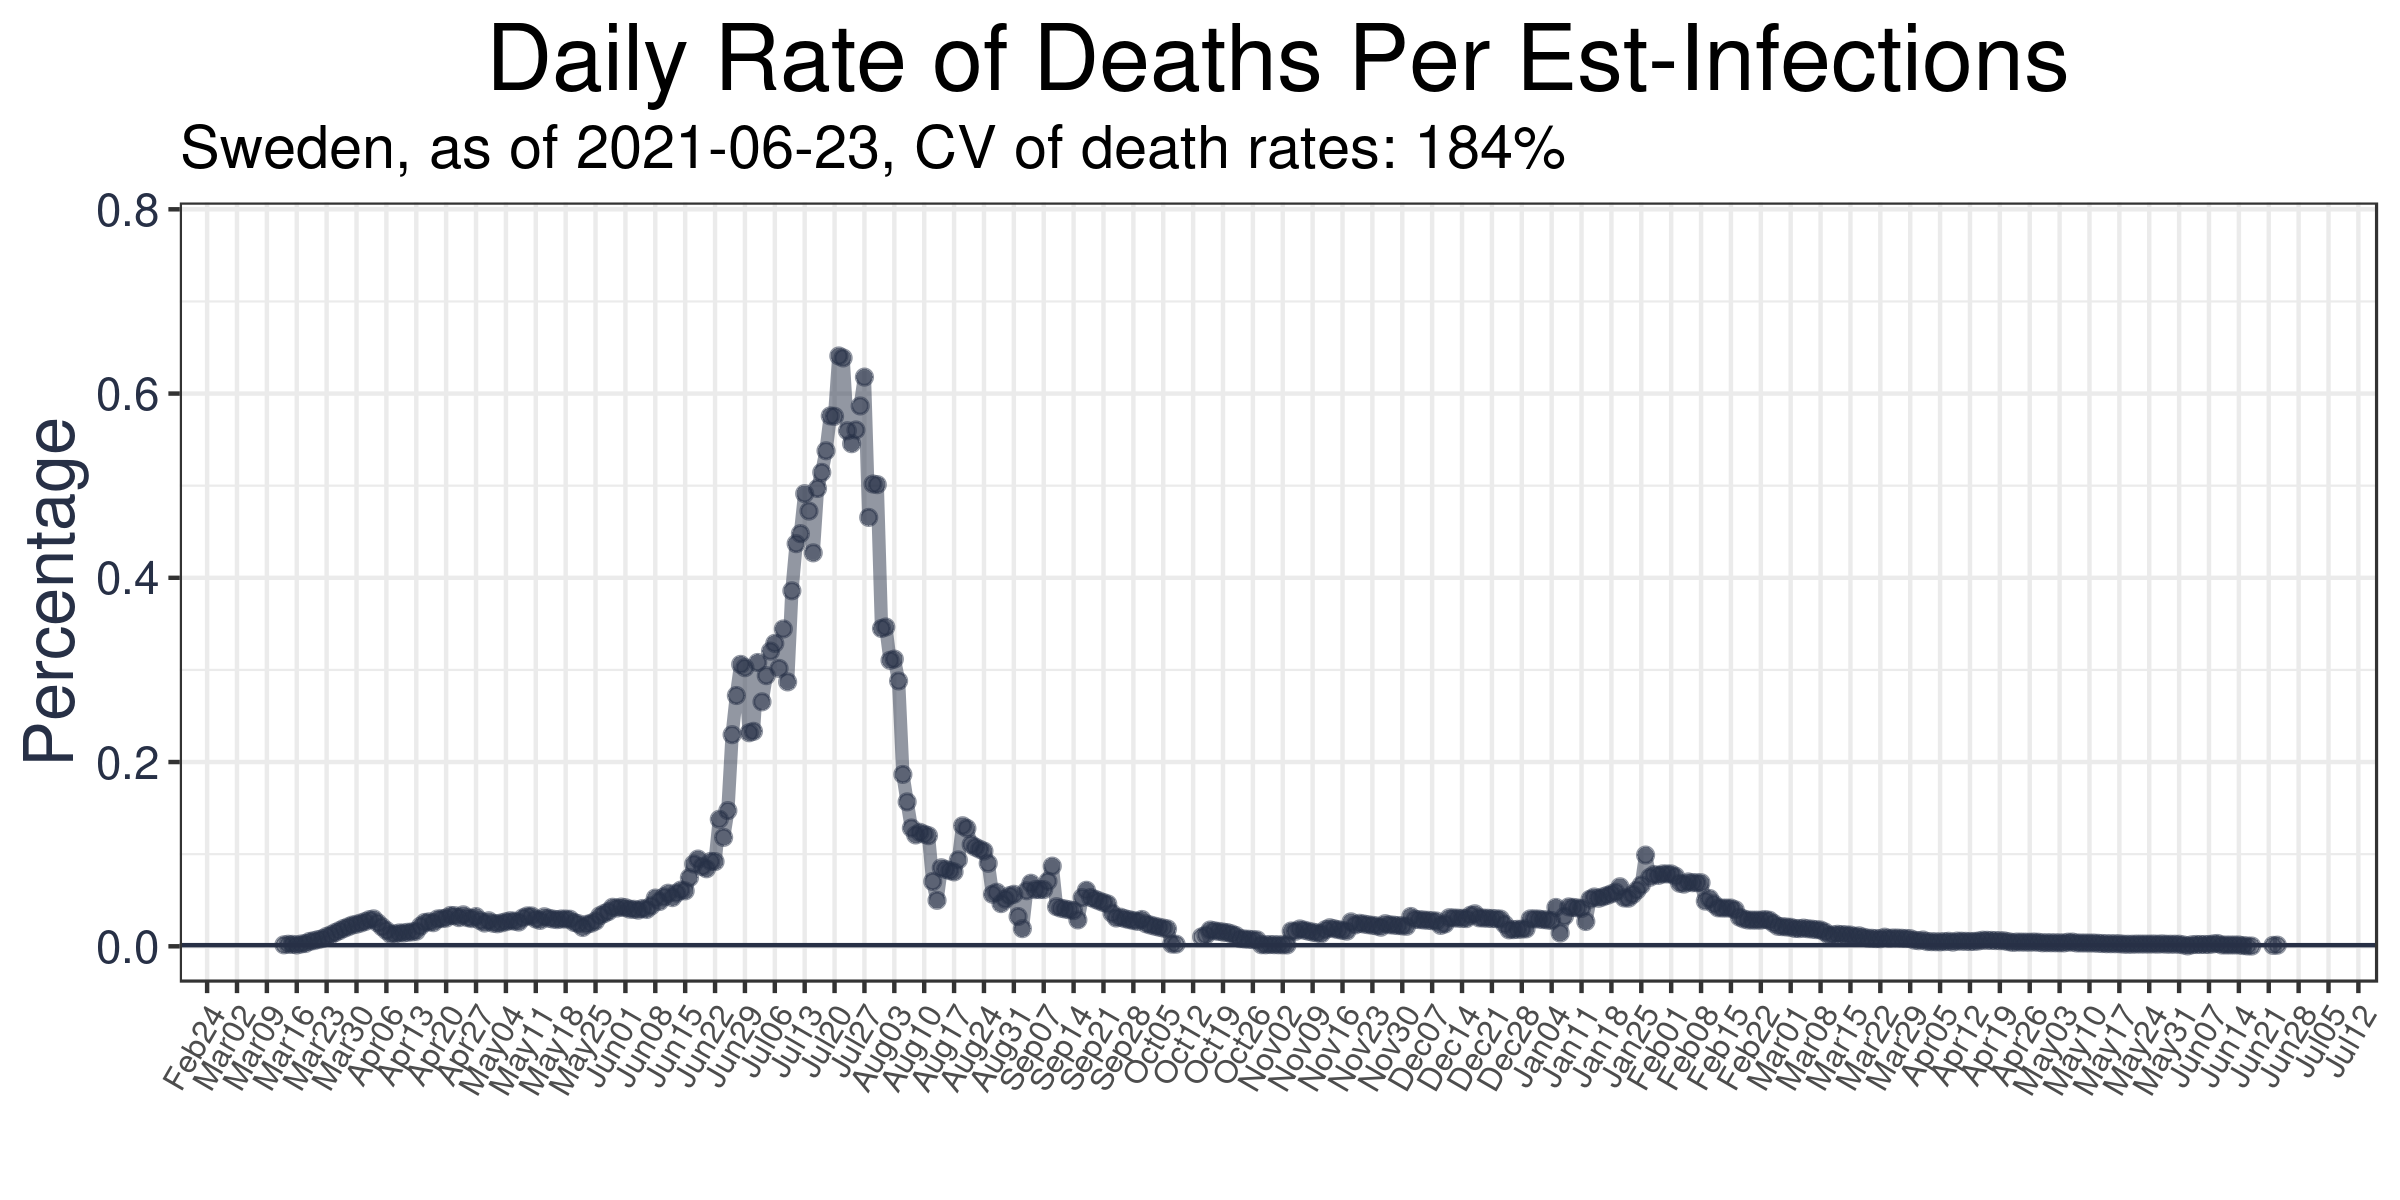 Daily Rate of Deaths Per Est-Infections
Sweden, as of 2021-06-23, CV of death rates: 184%
Percentage
0.8
0.6
0.4
0.2
0.0
Feb24
Mar02
Mar09
Mar16
Mar23
Mar30
Apr06
Apr13
Apr20
Apr27
May04
May11
May18
May25
Jun01
Jun08
Jun15
Jun22
Jun29
Jul06
Jul13
Jul20
Jul27
Aug03
Aug10
Aug17
Aug24
Aug31
Sep07
Sep14
Sep21
Sep28
Oct05
Oct12
Oct19
Oct26
Nov02
Nov09
Nov16
Nov23
Nov30
Dec07
Dec14
Dec21
Dec28
Jan04
Jan11
Jan18
Jan25
Feb01
Feb08
Feb15
Feb22
Mar01
Mar08
Mar15
Mar22
Mar29
Apr05
Apr12
Apr19
Apr26
May03
May10
May17
May24
May31
Jun07
Jun14
Jun21
Jun28
Jul05
Jul12